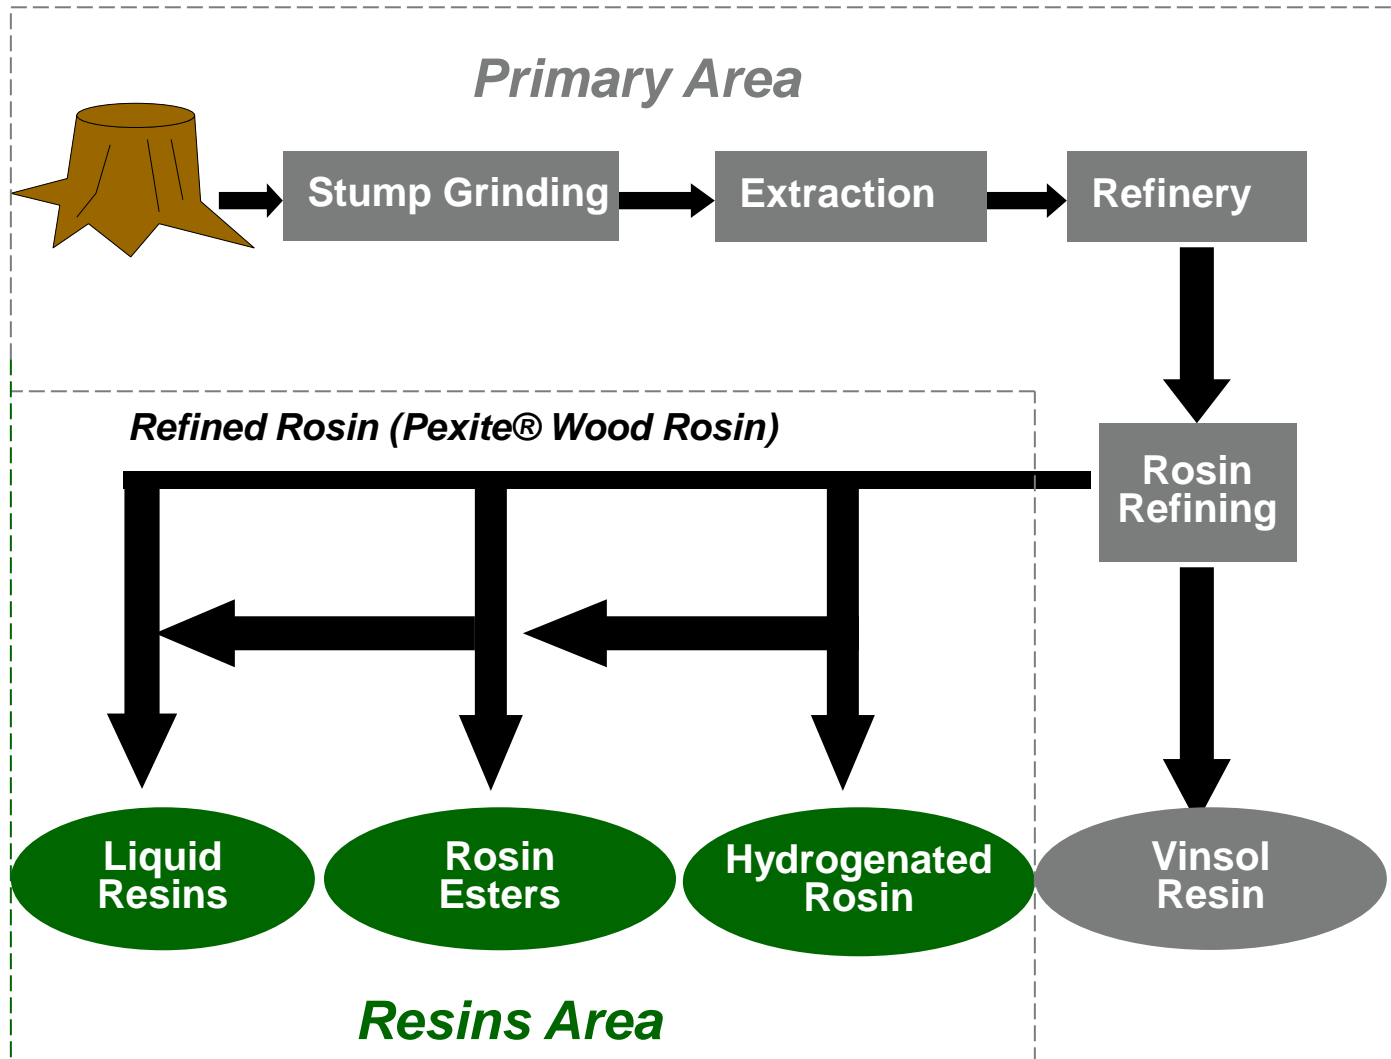 Primary Area
Stump Grinding
Extraction
Refinery
Refined Rosin (Pexite® Wood Rosin)
Rosin
Refining
Liquid
Resins
Rosin
Esters
Hydrogenated
Rosin
Vinsol
Resin
Resins Area